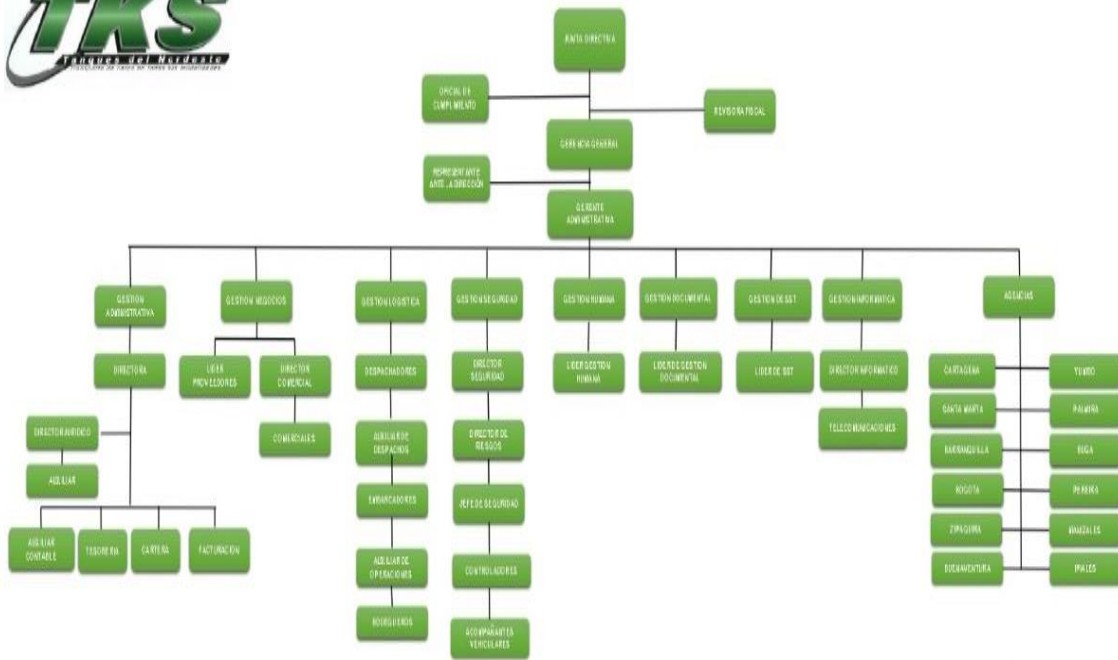 TKS
Tanques del Nordeste
JUNTA DIRECTIVA
OFICIAL DE
CUMPLIMIENTO
REVISORIA FISCAL
GERENCIA GENERAL
REPRESENTANTE
ANTE LA DIRECCIÓN
GERENTE
ADMINISTRATIVA
GESTION
ADMINISTRATIVA
GESTION NEGOCIOS
GESTION LOGISTICA
GESTION SEGURIDAD
GESTION HUMANA
GESTION DOCUMENTAL
GESTION DE SST
GESTION INFORMATICA
AGENCIAS
DIRECTORA
LIDER
PROVEEDORES
DIRECTOR
COMERCIAL
DESPACHADORES
DIRECTOR
SEGURIDAD
LIDER GESTION
HUMANA
LIDER DE GESTION
DOCUMENTAL
LIDER DE SST
DIRECTOR INFORMATICO
CARTAGENA
YUMBO
DIRECTOR JURIDICO
COMERCIALES
AUXILIAR DE
DESPACHOS
DIRECTOR DE
RIESGOS
TELECOMUNICACIONES
SANTA MARTA
PALMIRA
AUXILIAR
BARRANQUILLA
BUGA
EMBARCADORES
JEFE DE SEGURIDAD
BOGOTA
PEREIRA
AUXILIAR
CONTABLE
TESORERIA
CARTERA
FACTURACION
ZIPAQUIRA
MANIZALES
AUXILIAR DE
OPERACIONES
CONTROLADORES
BUENAVENTURA
IPIALES
BODEGUEROS
ACOMPAÑANTES
VEHICULARES